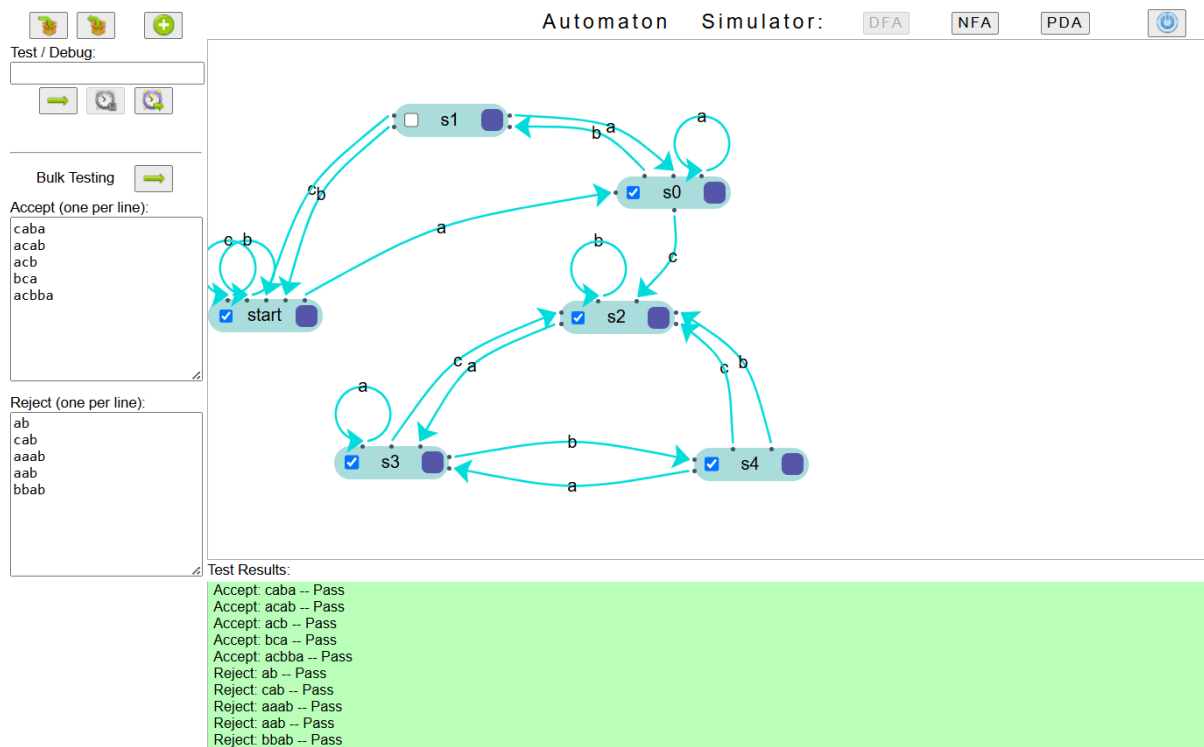 Automaton Simulator: DFA NFA PDA
Test / Debug:
Bulk Testing
Accept (one per line):
caba
acab
acb
bca
acbba
Reject (one per line):
ab
cab
aaab
aab
bbab
s1
a
b
a
s0
c
b
a
c
b
c
b
start
s2
c
a
c
b
a
s3
b
a
s4
Test Results:
Accept: caba -- Pass
Accept: acab -- Pass
Accept: acb -- Pass
Accept: bca -- Pass
Accept: acbba -- Pass
Reject: ab -- Pass
Reject: cab -- Pass
Reject: aaab -- Pass
Reject: aab -- Pass
Reject: bbab -- Pass